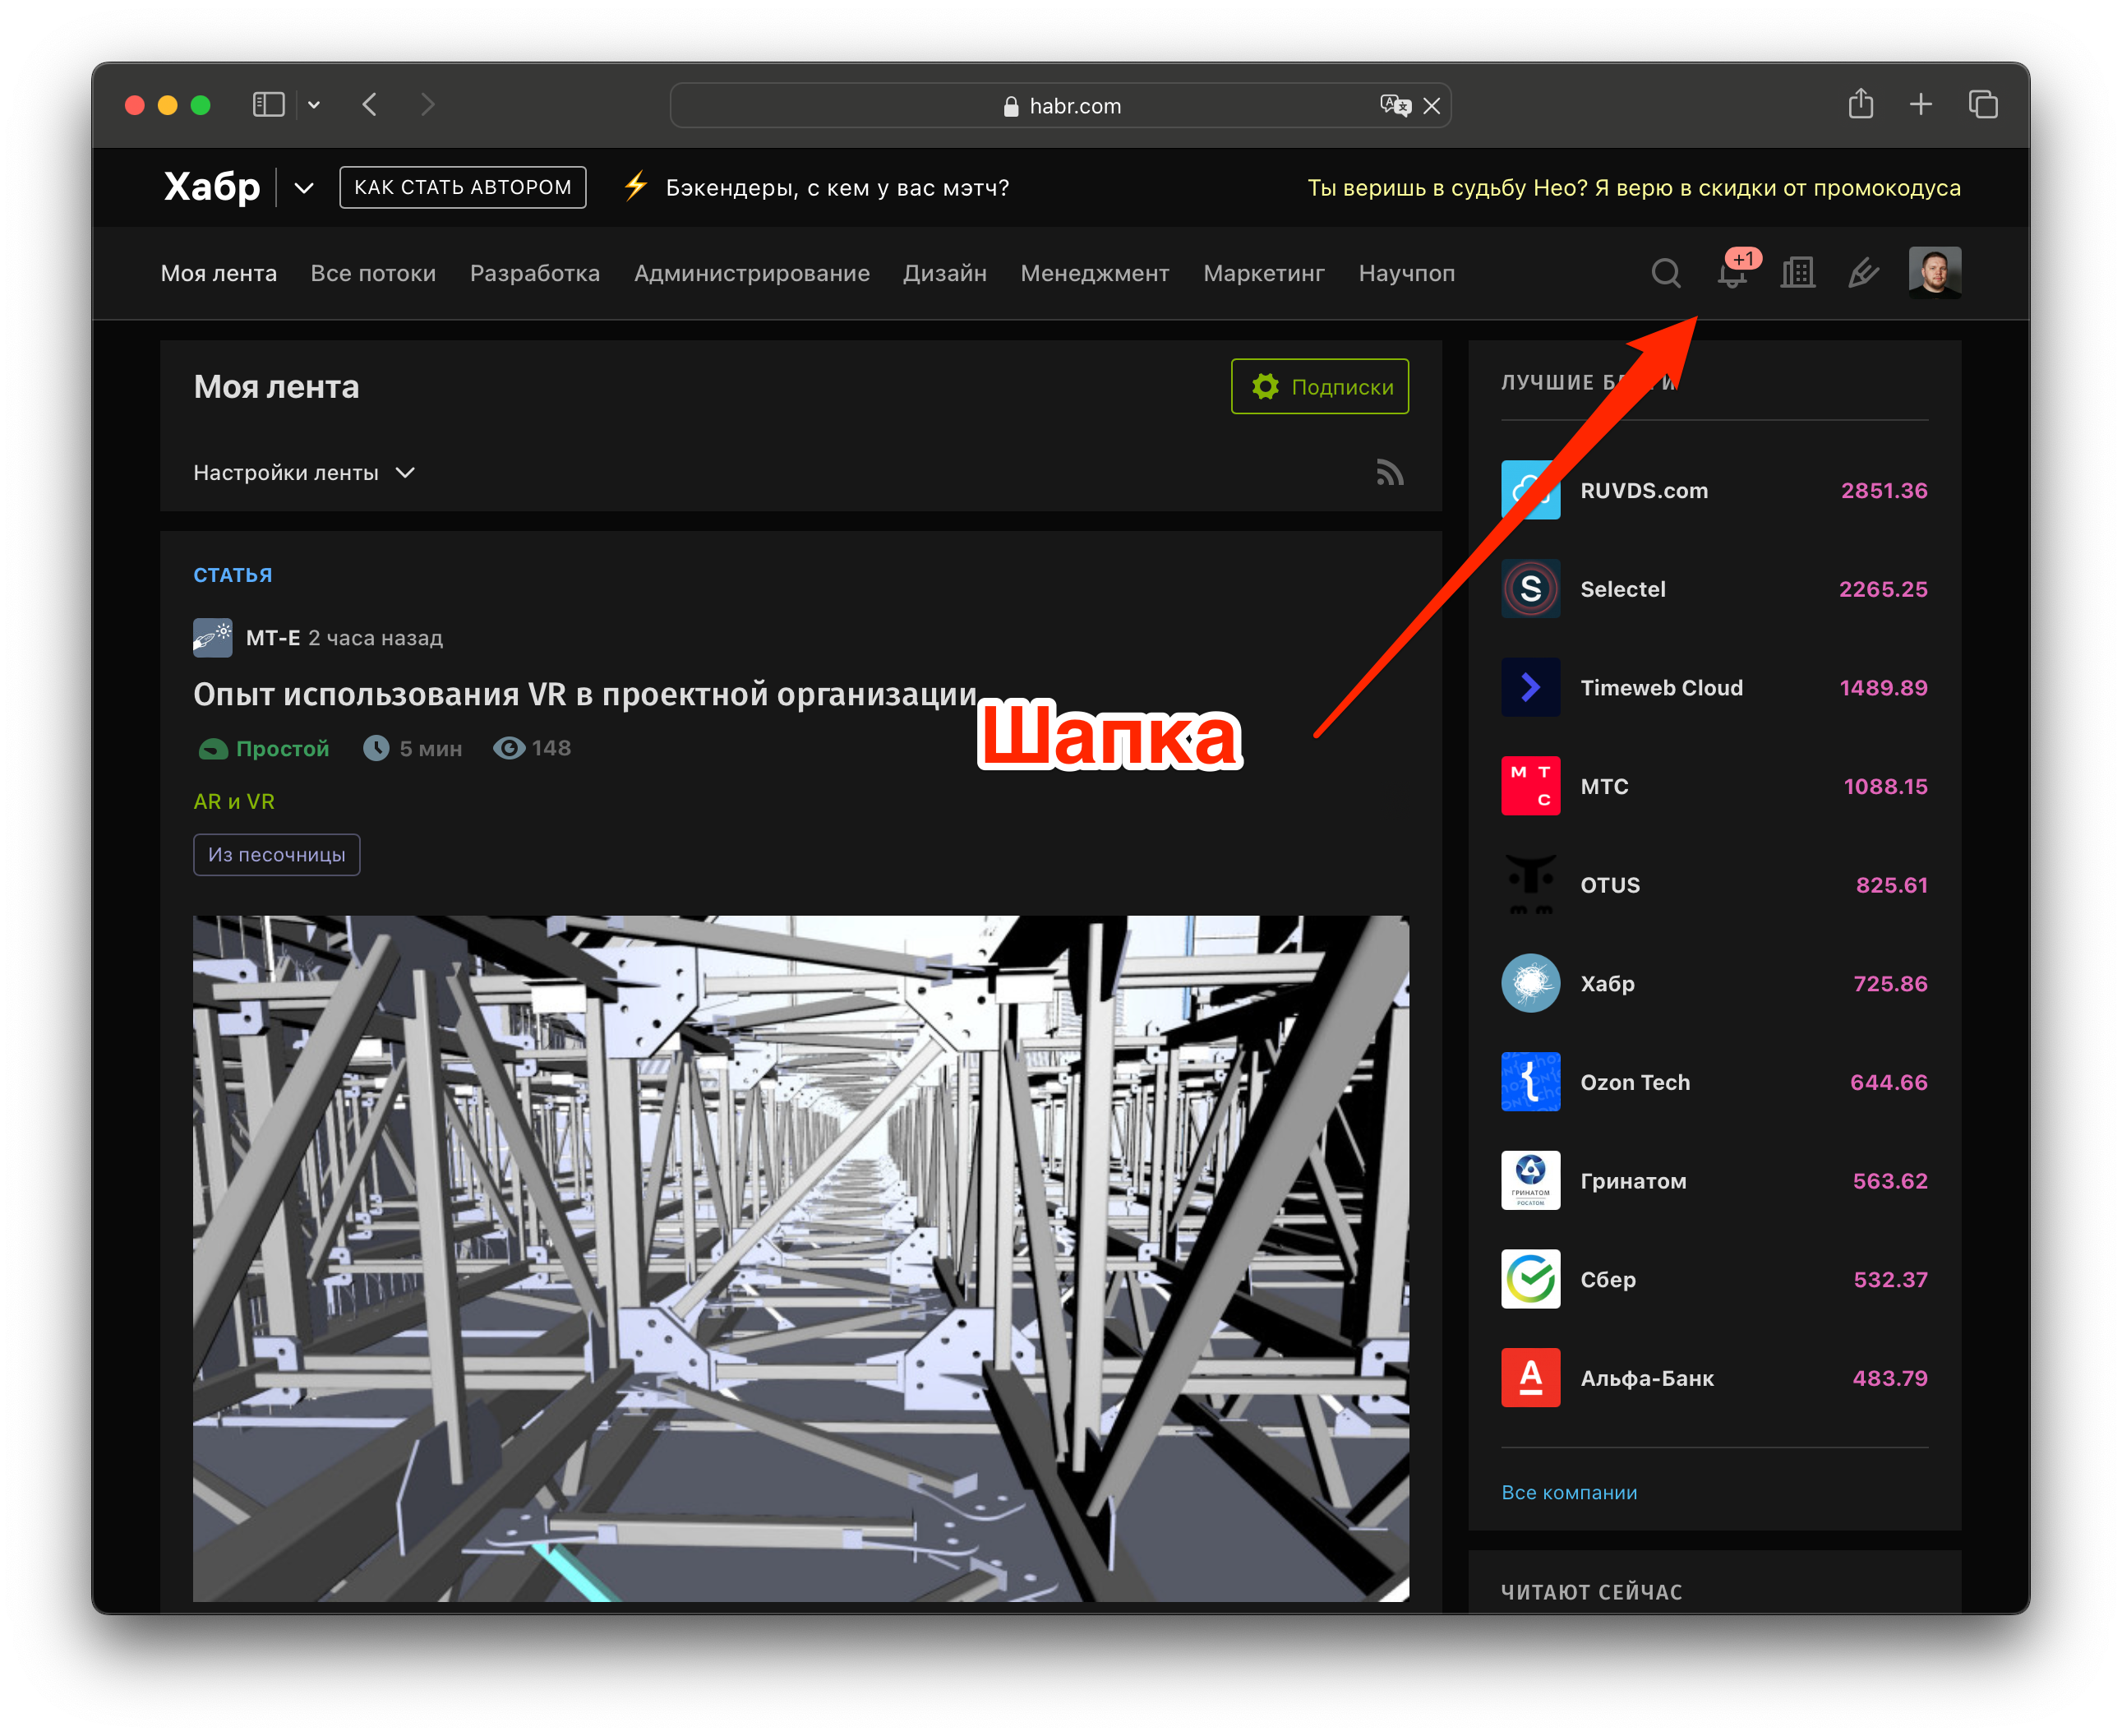 habr.com
Хабр
КАК СТАТЬ АВТОРОМ
Бэкендеры, с кем у вас мэтч?
Ты веришь в судьбу Нео? Я верю в скидки от промокодуса
Моя лента Все потоки Разработка Администрирование Дизайн Менеджмент Маркетинг Научпоп
+1
Моя лента
Подписки
Настройки ленты
СТАТЬЯ
MT-E 2 часа назад
Опыт использования VR в проектной организации
Простой 5 мин 148
AR и VR
Из песочницы
Шапка
ЛУЧШИЕ
RUVDS.com 2851.36
S
Selectel 2265.25
Timeweb Cloud 1489.89
М Т С
МТС 1088.15
OTUS 825.61
Хабр 725.86
Ozon Tech 644.66
ГРИНАТОМ
РОСАТОМ
Гринатом 563.62
Сбер 532.37
А
Альфа-Банк 483.79
Все компании
ЧИТАЮТ СЕЙЧАС